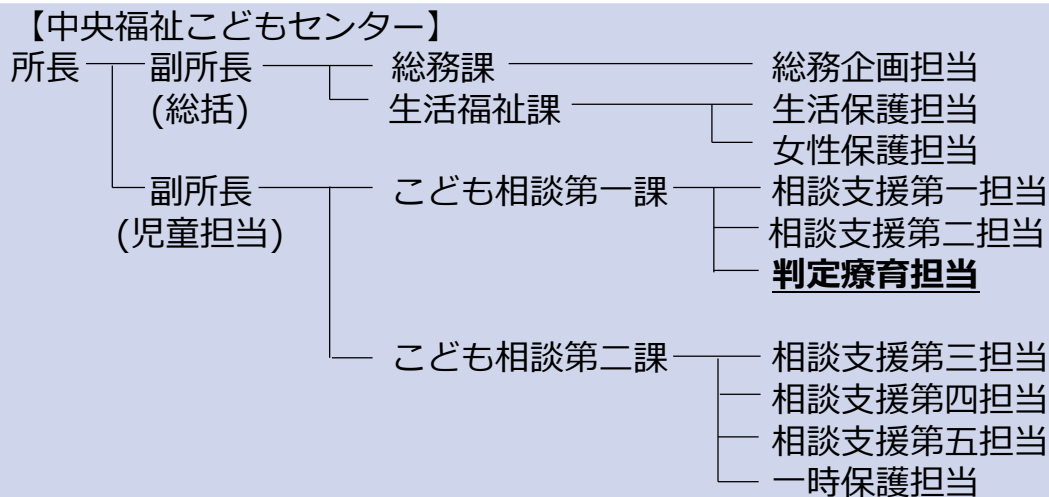 【中央福祉こどもセンター】
所長 副所長 総務課 総務企画担当
(総括) 生活福祉課 生活保護担当
女性保護担当
副所長 こども相談第一課 相談支援第一担当
(児童担当) 相談支援第二担当
判定療育担当
こども相談第二課 相談支援第三担当
相談支援第四担当
相談支援第五担当
一時保護担当